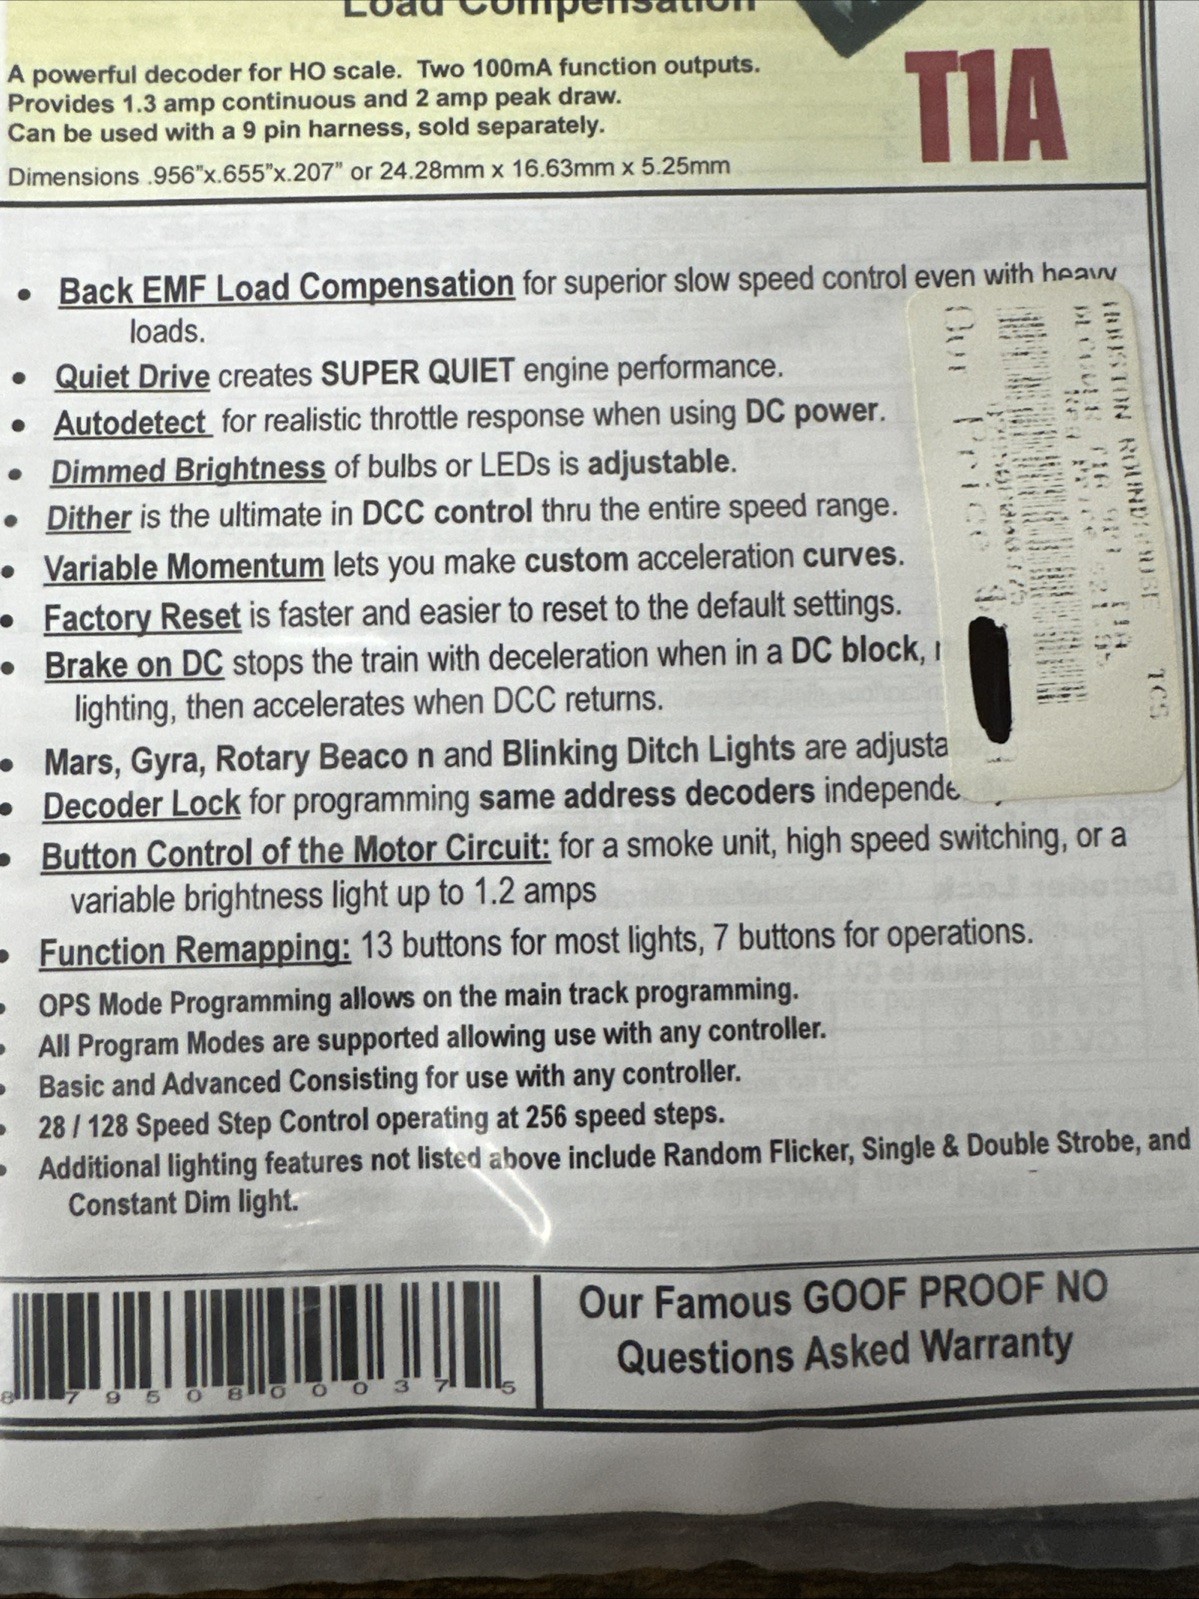 Load Compensation
T1A
A powerful decoder for HO scale. Two 100mA function outputs.
Provides 1.3 amp continuous and 2 amp peak draw.
Can be used with a 9 pin harness, sold separately.
Dimensions .956”x.655”x.207” or 24.28mm x 16.63mm x 5.25mm
• Back EMF Load Compensation for superior slow speed control even with heavy
loads.
• Quiet Drive creates SUPER QUIET engine performance.
• Autodetect for realistic throttle response when using DC power.
• Dimmed Brightness of bulbs or LEDs is adjustable.
• Dither is the ultimate in DCC control thru the entire speed range.
• Variable Momentum lets you make custom acceleration curves.
• Factory Reset is faster and easier to reset to the default settings.
• Brake on DC stops the train with deceleration when in a DC block,
lighting, then accelerates when DCC returns.
• Mars, Gyra, Rotary Beaco n and Blinking Ditch Lights are adjusta
• Decoder Lock for programming same address decoders independe
• Button Control of the Motor Circuit: for a smoke unit, high speed switching, or a
variable brightness light up to 1.2 amps
• Function Remapping: 13 buttons for most lights, 7 buttons for operations.
• OPS Mode Programming allows on the main track programming.
• All Program Modes are supported allowing use with any controller.
• Basic and Advanced Consisting for use with any controller.
• 28 / 128 Speed Step Control operating at 256 speed steps.
• Additional lighting features not listed above include Random Flicker, Single & Double Strobe, and
Constant Dim light.
TCS
Our Price
8 79508 00037 5
Our Famous GOOF PROOF NO
Questions Asked Warranty